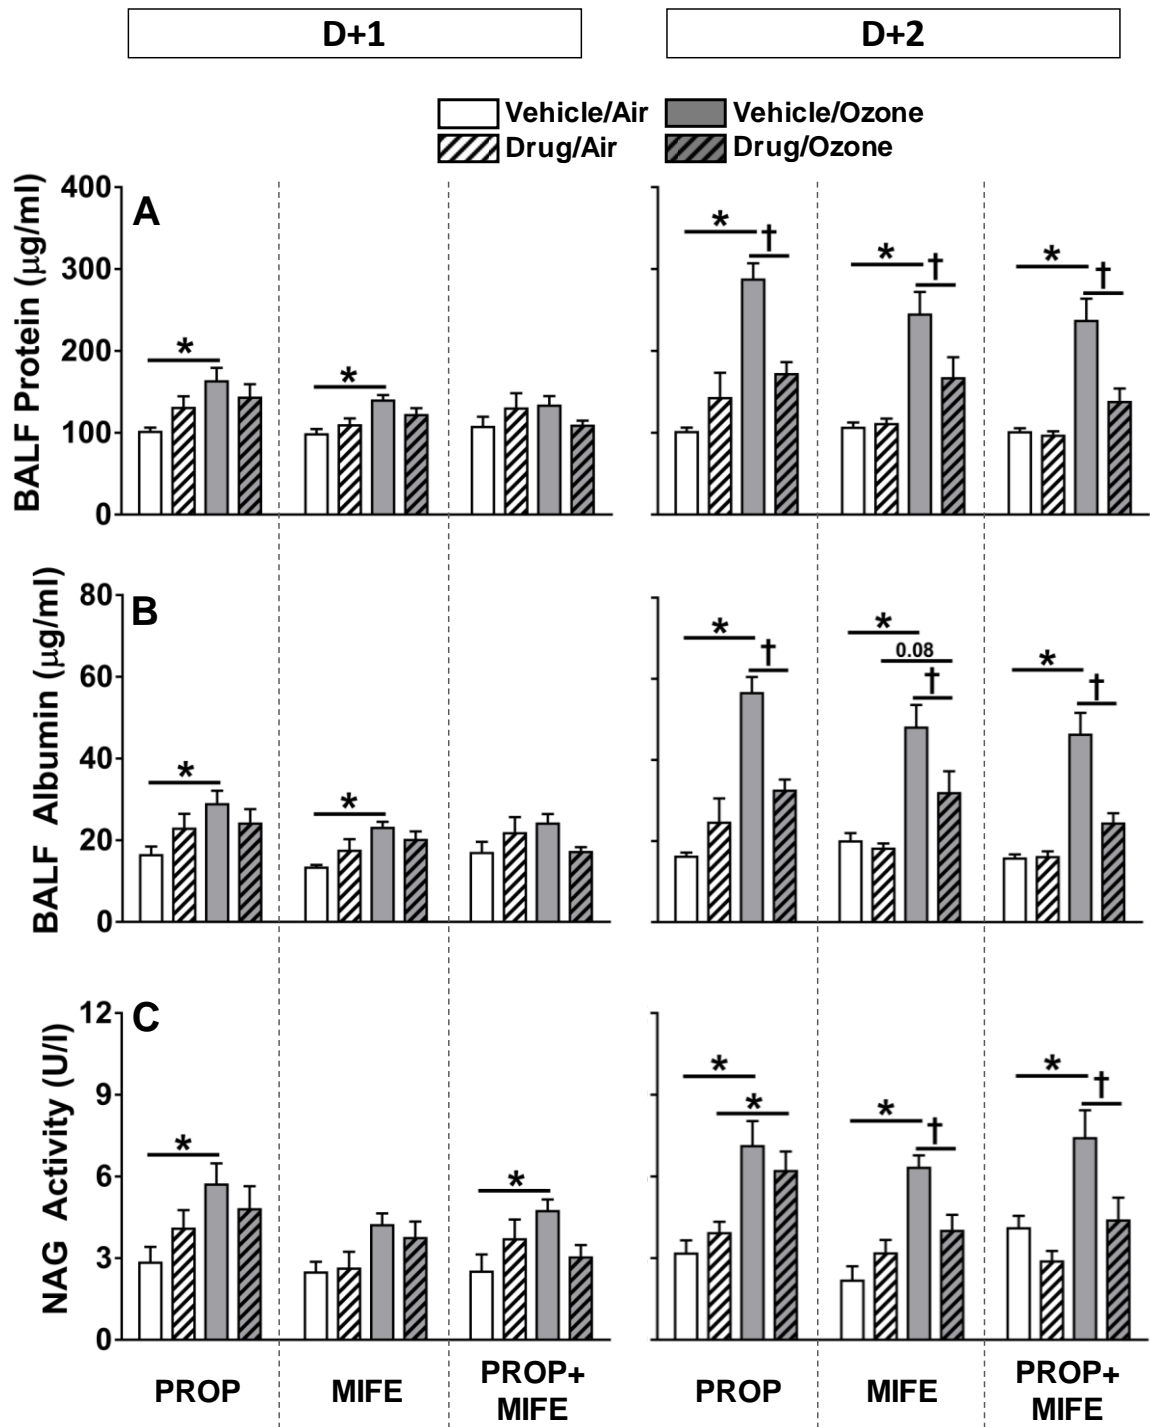 D+1
D+2
Vehicle/Air
Vehicle/Ozone
Drug/Air
Drug/Ozone
BALF Protein (µg/ml)
400
300
200
100
0
A
*
*
*
†
*
†
*
†
BALF Albumin (µg/ml)
80
60
40
20
0
B
*
*
*
†
*
0.08
†
*
†
NAG Activity (U/l)
12
9
6
3
0
C
*
*
*
*
*
†
*
†
PROP
MIFE
PROP+
MIFE
PROP
MIFE
PROP+
MIFE